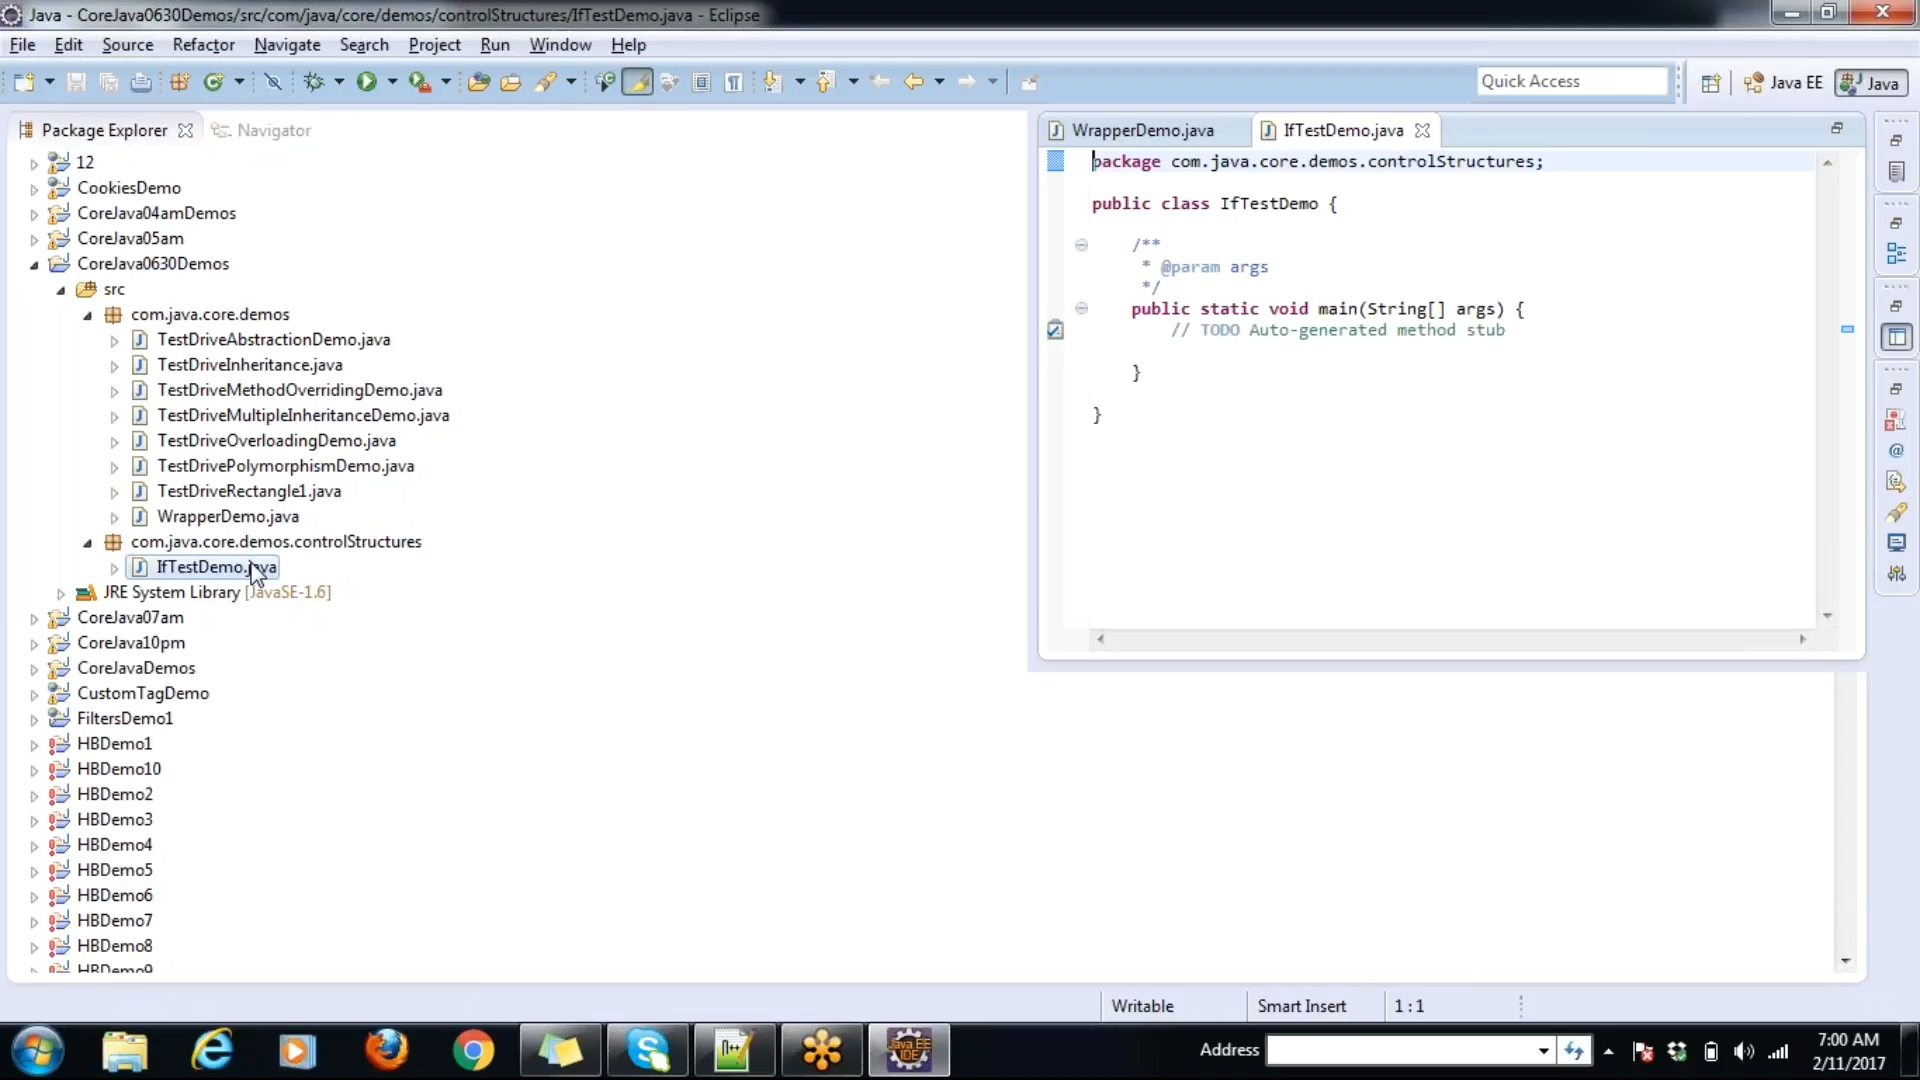 Java - CoreJava0630Demos/src/com/java/core/demos/controlStructures/IfTestDemo.java - Eclipse
File Edit Source Refactor Navigate Search Project Run Window Help
Quick Access
Java EE
Java
Package Explorer
Navigator
12
CookiesDemo
CoreJava04amDemos
CoreJava05am
CoreJava0630Demos
src
com.java.core.demos
TestDriveAbstractionDemo.java
TestDriveInheritance.java
TestDriveMethodOverridingDemo.java
TestDriveMultipleInheritanceDemo.java
TestDriveOverloadingDemo.java
TestDrivePolymorphismDemo.java
TestDriveRectangle1.java
WrapperDemo.java
com.java.core.demos.controlStructures
IfTestDemo.java
JRE System Library [JavaSE-1.6]
CoreJava07am
CoreJava10pm
CoreJavaDemos
CustomTagDemo
FiltersDemo1
HBDemo1
HBDemo10
HBDemo2
HBDemo3
HBDemo4
HBDemo5
HBDemo6
HBDemo7
HBDemo8
HBDemo9
WrapperDemo.java
IfTestDemo.java
package com.java.core.demos.controlStructures;
public class IfTestDemo {
/**
* @param args
*/
public static void main(String[] args) {
// TODO Auto-generated method stub
}
}
Writable
Smart Insert
1 : 1
Java EE
IDE
Address
7:00 AM
2/11/2017